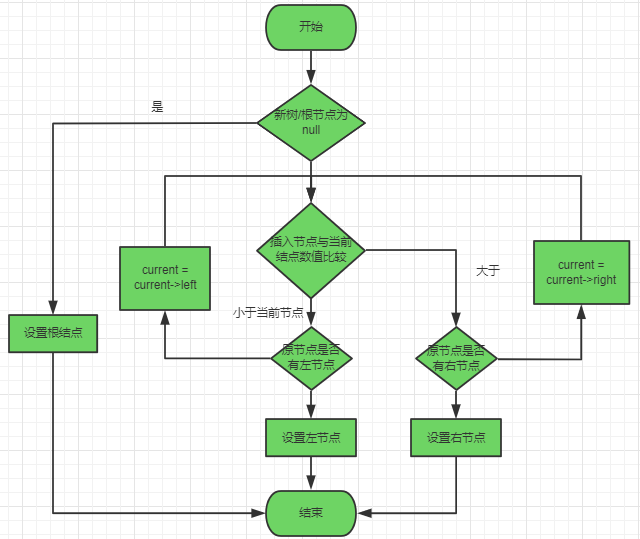 开始
是
新树/根节点为
null
插入节点与当前
结点数值比较
current =
current->left
current =
current->right
大于
小于当前节点
设置根结点
原节点是否
有左节点
原节点是否
有右节点
设置左节点
设置右节点
结束